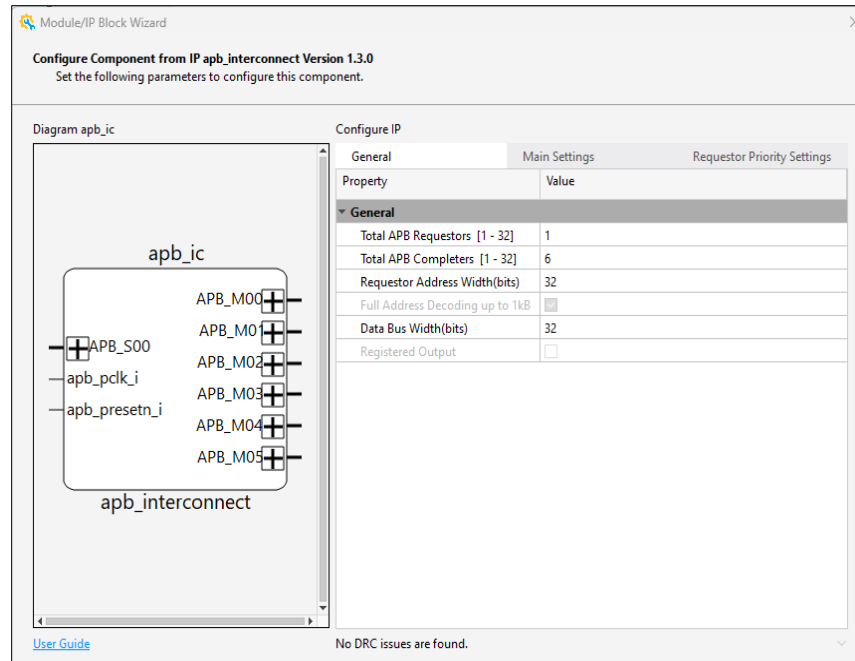 Module/IP Block Wizard
Configure Component from IP apb_interconnect Version 1.3.0
Set the following parameters to configure this component.
Diagram apb_ic
apb_ic
APB_M00
APB_M01
APB_S00
APB_M02
apb_pclk_i
APB_M03
apb_presetn_i
APB_M04
APB_M05
apb_interconnect
User Guide
Configure IP
General Main Settings Requestor Priority Settings
Property Value
General
Total APB Requestors [1 - 32] 1
Total APB Completers [1 - 32] 6
Requestor Address Width(bits) 32
Full Address Decoding up to 1kB
Data Bus Width(bits) 32
Registered Output
No DRC issues are found.